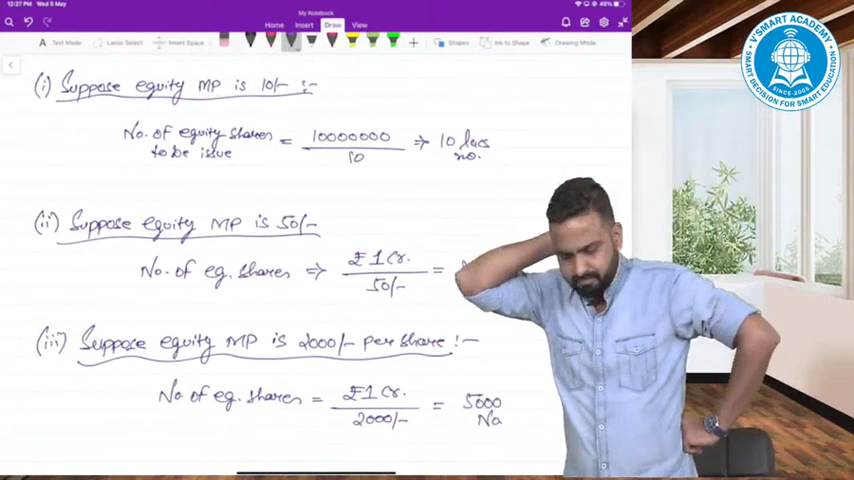 12:27 PM Wed 5 May
45%
My Notebook
Home Insert Draw View
Text Mode Lasso Select Insert Space Shapes Ink to Shape Drawing Mode
V'SMART ACADEMY
SINCE-2005
SMART DECISION FOR SMART EDUCATION
(i) Suppose equity MP is 10/- :-
No. of equity shares = 10000000 ⇒ 10 lacs
to be issue 10 no.
(ii) Suppose equity MP is 50/-
No. of eq. shares ⇒ ₹1 Cr. =
50/-
(iii) Suppose equity MP is 2000/- per share :-
No of eq. shares = ₹1 Cr. = 5000
2000/- No